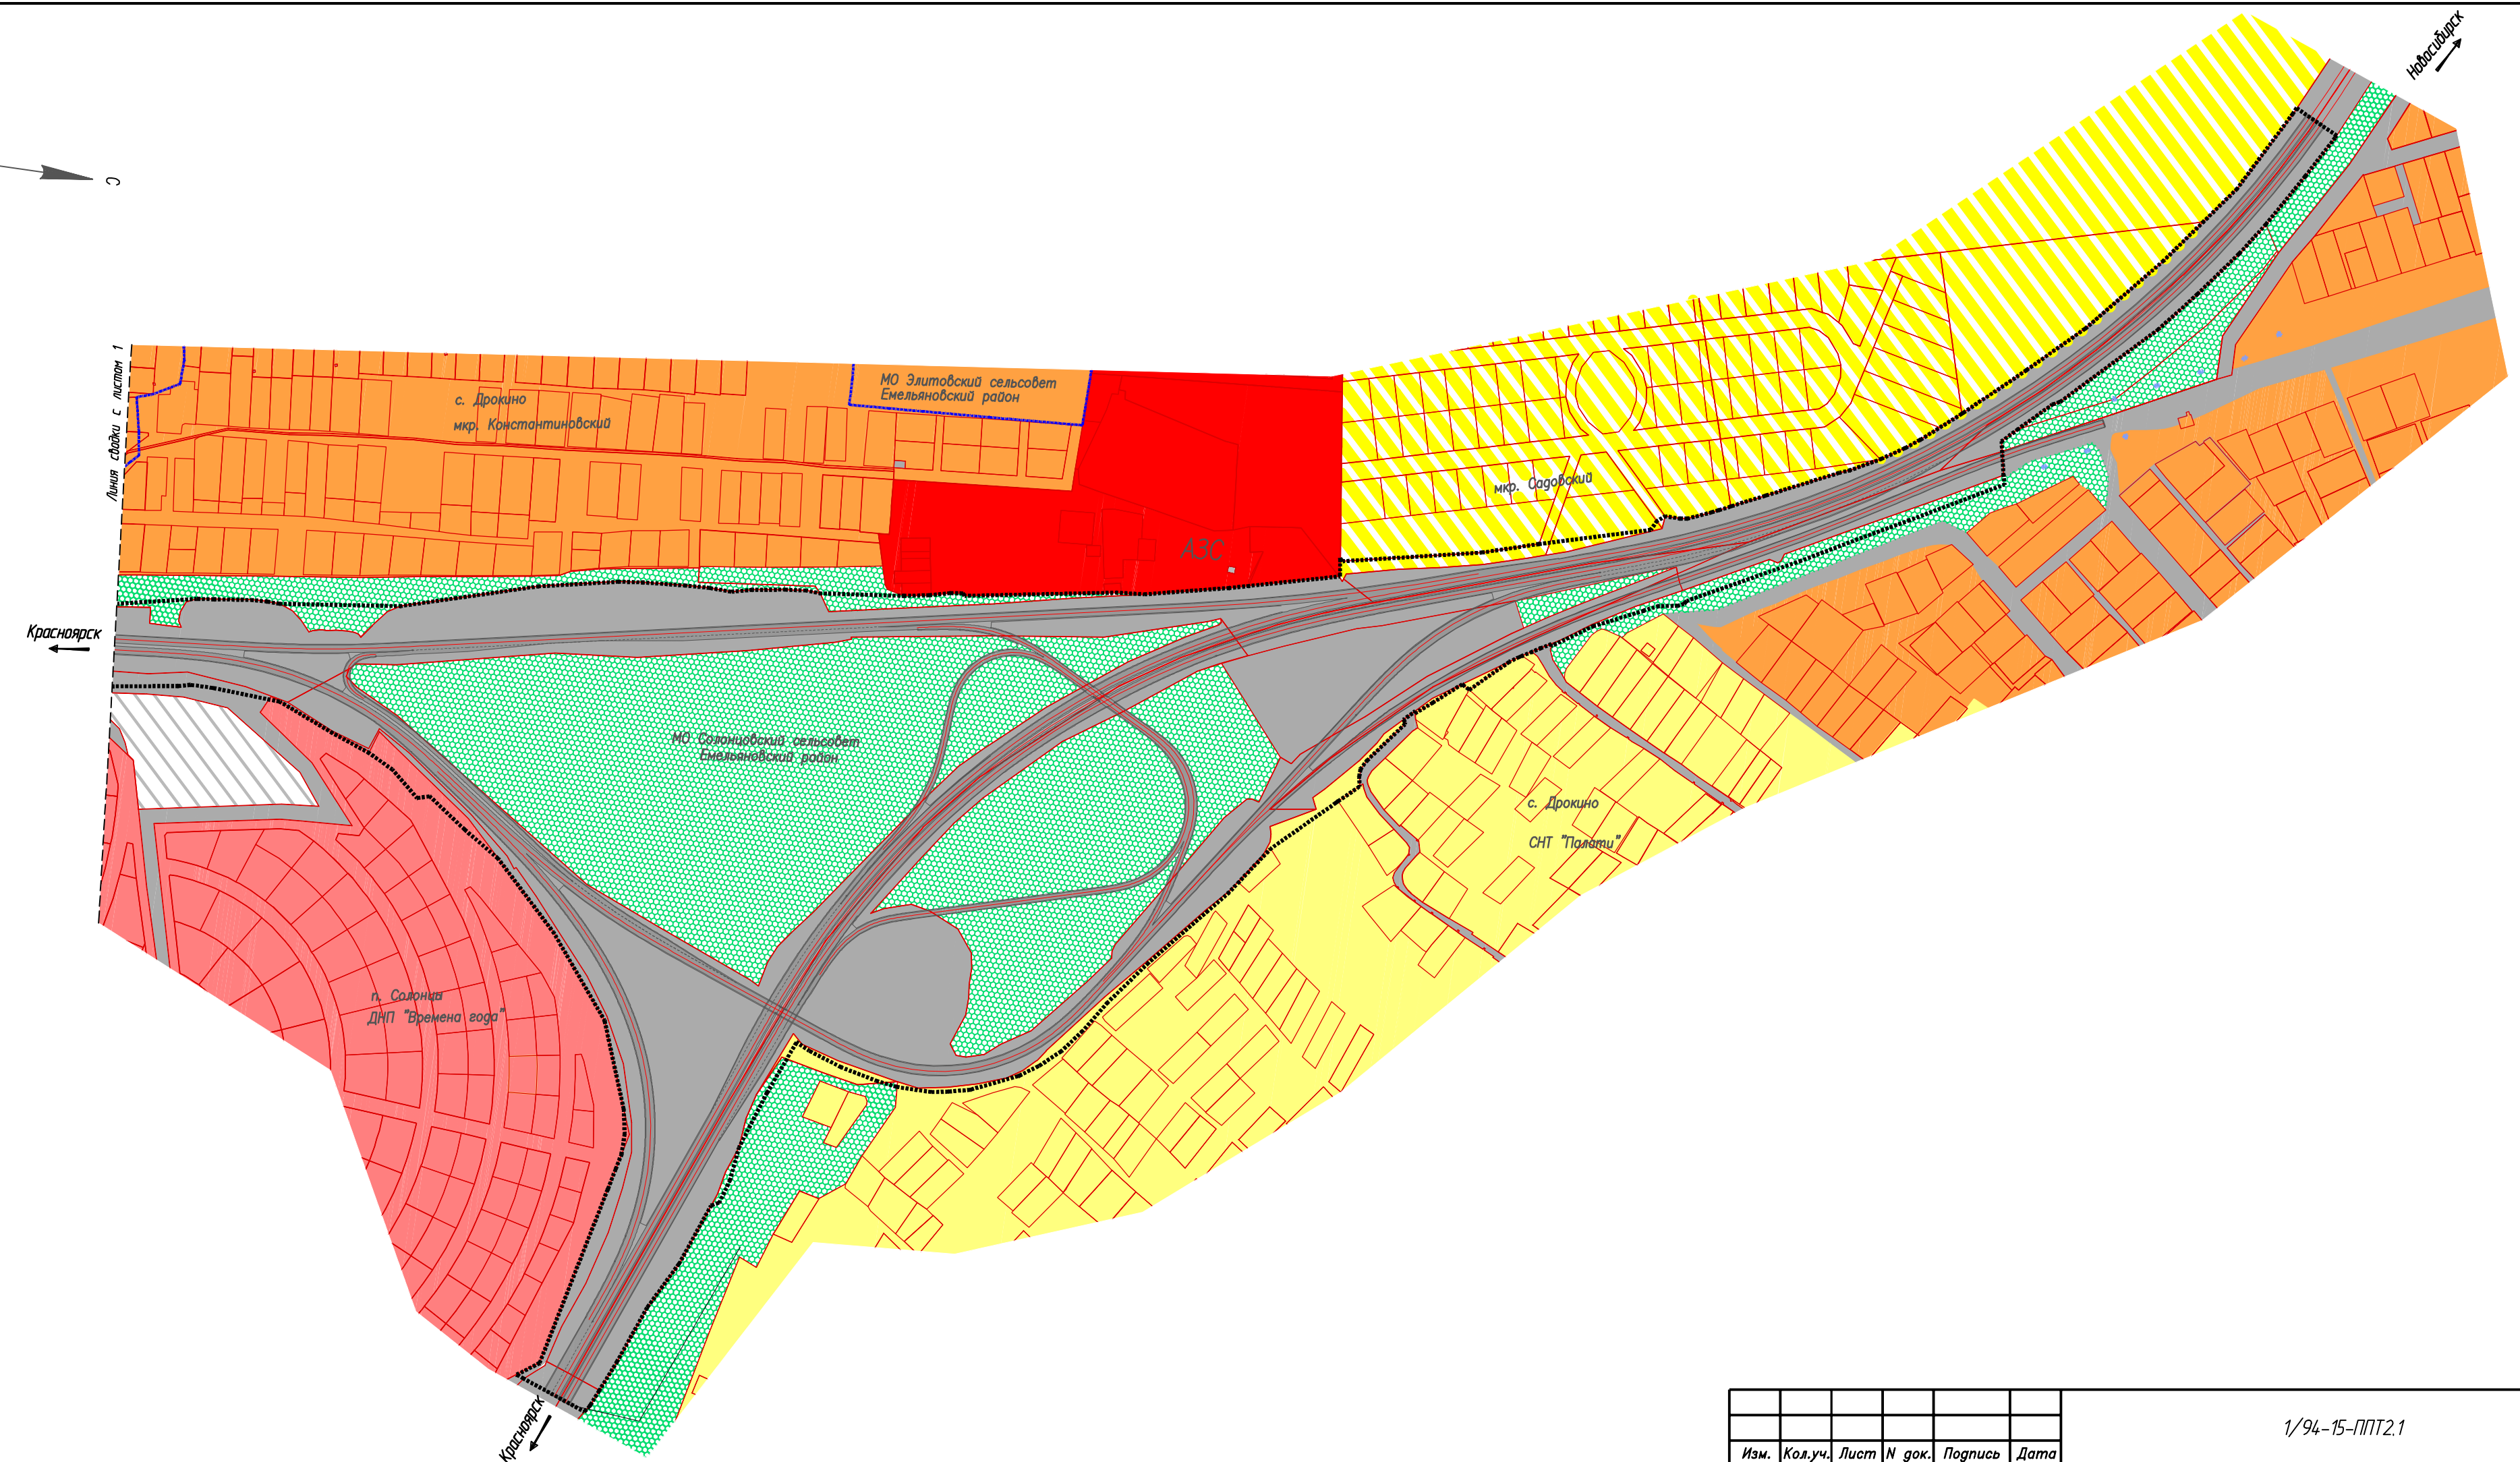 Новосибирск
С
Линия сводки с листом 1
МО Элитовский сельсовет
Емельяновский район
с. Дрокино
мкр. Константиновский
мкр. Садовский
АЗС
Красноярск
МО Солонцовский сельсовет
Емельяновский район
с. Дрокино
СНТ "Палати"
п. Солонцы
ДНП "Времена года"
Красноярск
1/94-15-ППТ2.1
Изм. Кол.уч. Лист N док. Подпись Дата